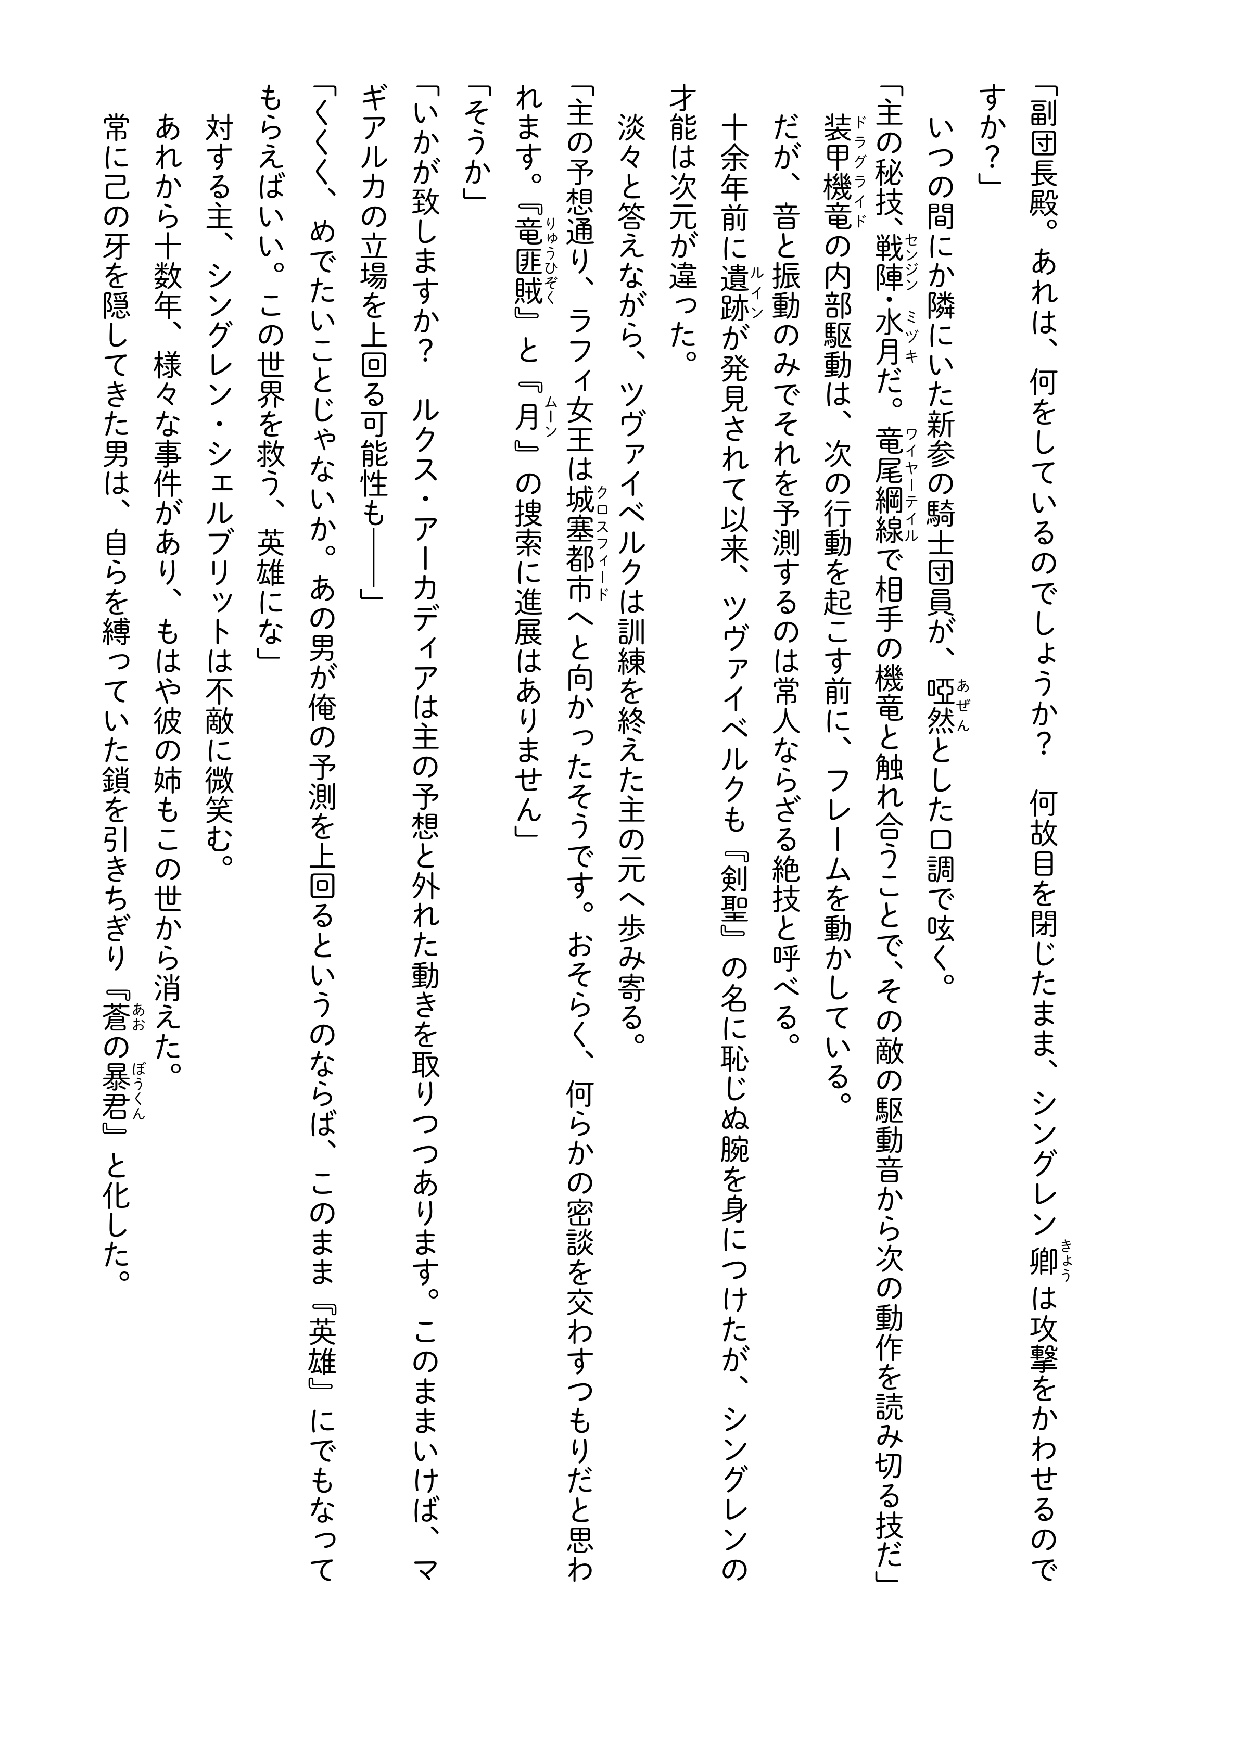 「副団長殿。あれは、何をしているのでしょうか？　何故目を閉じたまま、シングレン卿は攻撃をかわせるので
すか？」
　いつの間にか隣にいた新参の騎士団員が、啞然とした口調で呟く。
「主の秘技、戦陣・水月だ。竜尾綱線で相手の機竜と触れ合うことで、その敵の駆動音から次の動作を読み切る技だ」
　装甲機竜の内部駆動は、次の行動を起こす前に、フレームを動かしている。
　だが、音と振動のみでそれを予測するのは常人ならざる絶技と呼べる。
　十余年前に遺跡が発見されて以来、ツヴァイベルクも『剣聖』の名に恥じぬ腕を身につけたが、シングレンの
才能は次元が違った。
　淡々と答えながら、ツヴァイベルクは訓練を終えた主の元へ歩み寄る。
「主の予想通り、ラフィ女王は城塞都市へと向かったそうです。おそらく、何らかの密談を交わすつもりだと思わ
れます。『竜匪賊』と『月』の捜索に進展はありません」
「そうか」
「いかが致しますか？　ルクス・アーカディアは主の予想と外れた動きを取りつつあります。このままいけば、マ
ギアルカの立場を上回る可能性も――」
「くくく、めでたいことじゃないか。あの男が俺の予測を上回るというのならば、このまま『英雄』にでもなって
もらえばいい。この世界を救う、英雄にな」
　対する主、シングレン・シェルブリットは不敵に微笑む。
　あれから十数年、様々な事件があり、もはや彼の姉もこの世から消えた。
　常に己の牙を隠してきた男は、自らを縛っていた鎖を引きちぎり『蒼の暴君』と化した。